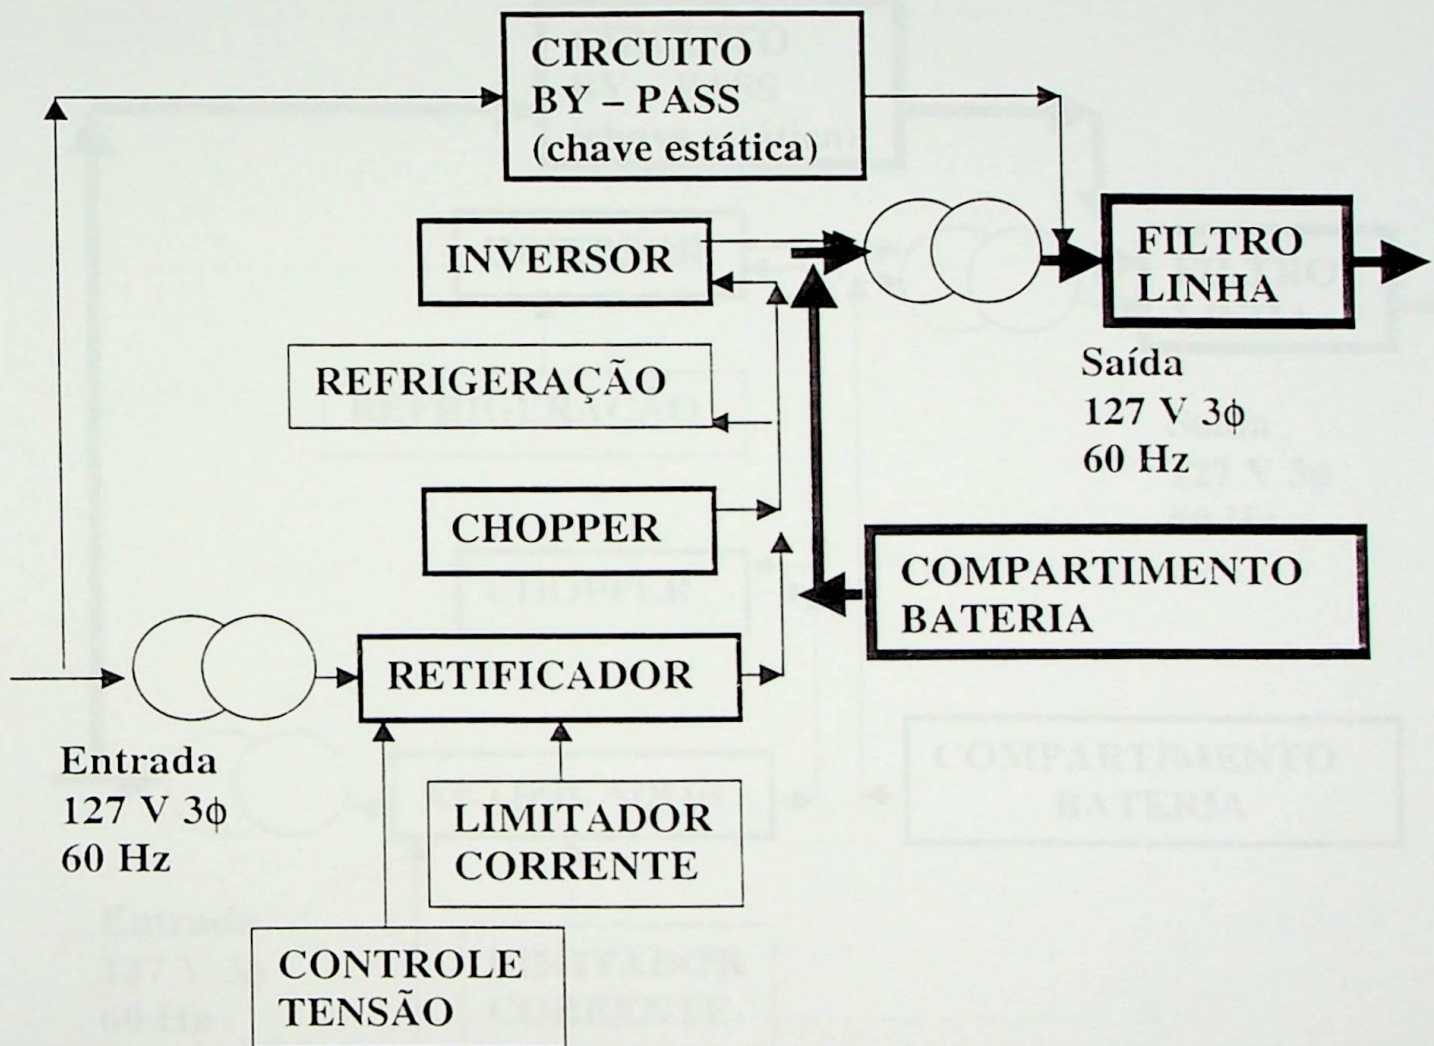 CIRCUITO
BY – PASS
(chave estática)
INVERSOR
FILTRO
LINHA
REFRIGERAÇÃO
Saída
127 V 3ϕ
60 Hz
CHOPPER
COMPARTIMENTO
BATERIA
RETIFICADOR
Entrada
127 V 3ϕ
60 Hz
LIMITADOR
CORRENTE
CONTROLE
TENSÃO